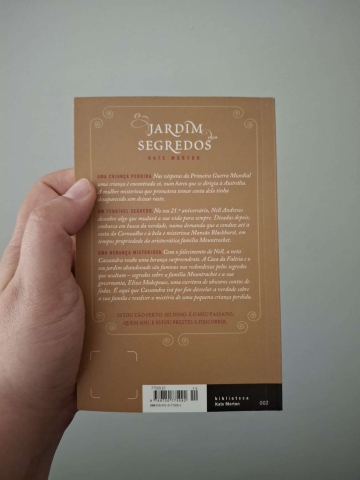 O JARDIM dos
SEGREDOS
KATE MORTON
UMA CRIANÇA PERDIDA Nas vésperas da Primeira Guerra Mundial
uma criança é encontrada só, num barco que se dirigia à Austrália.
A mulher misteriosa que prometera tomar conta dela tinha
desaparecido sem deixar rasto.
UM TERRÍVEL SEGREDO No seu 21.º aniversário, Nell Andrews
descobre algo que mudará a sua vida para sempre. Décadas depois,
embarca em busca da verdade, numa demanda que a conduz até à
costa da Cornualha e à bela e misteriosa Mansão Blackhurst, em
tempos propriedade da aristocrática família Mountrachet.
UMA HERANÇA MISTERIOSA Com o falecimento de Nell, a neta
Cassandra recebe uma herança surpreendente. A Casa da Falésia e o
seu jardim abandonado são famosos nas redondezas pelos segredos que
ocultam – segredos sobre a família Mountrachet e a sua
governanta, Eliza Makepeace, uma escritora de obscuros contos de
fadas. É aqui que Cassandra irá por fim descobrir a verdade sobre
a sua família e resolver o mistério de uma pequena criança perdida.
biblioteca
Kate Morton
002